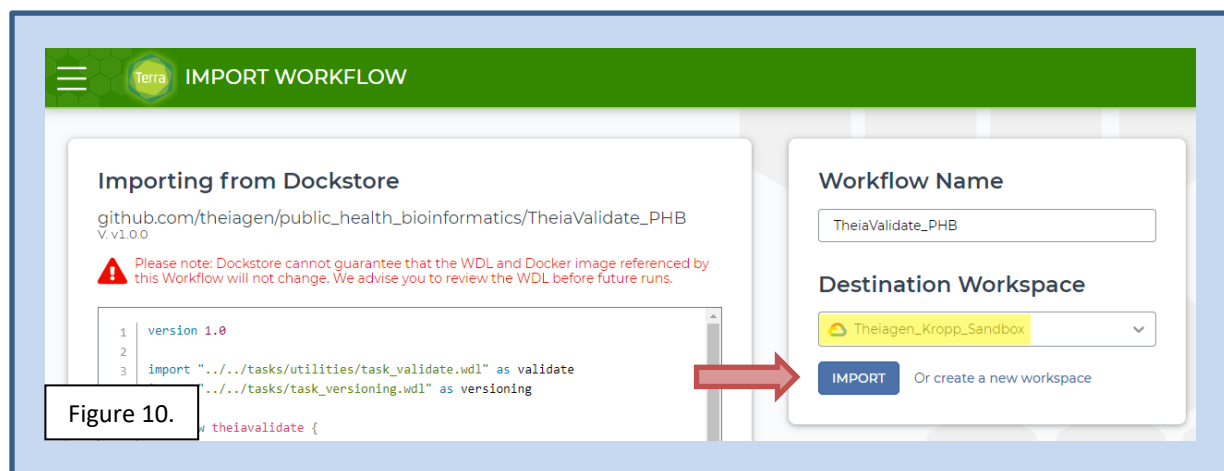 Terra IMPORT WORKFLOW
Importing from Dockstore
github.com/theiagen/public_health_bioinformatics/TheiaValidate_PHB
V. v1.0.0
Please note: Dockstore cannot guarantee that the WDL and Docker image referenced by
this Workflow will not change. We advise you to review the WDL before future runs.
1 version 1.0
2
3 import "../../tasks/utilities/task_validate.wdl" as validate
"../../tasks/task_versioning.wdl" as versioning
theiavalidate {
Figure 10.
Workflow Name
TheiaValidate_PHB
Destination Workspace
Theiagen_Kropp_Sandbox
IMPORT Or create a new workspace